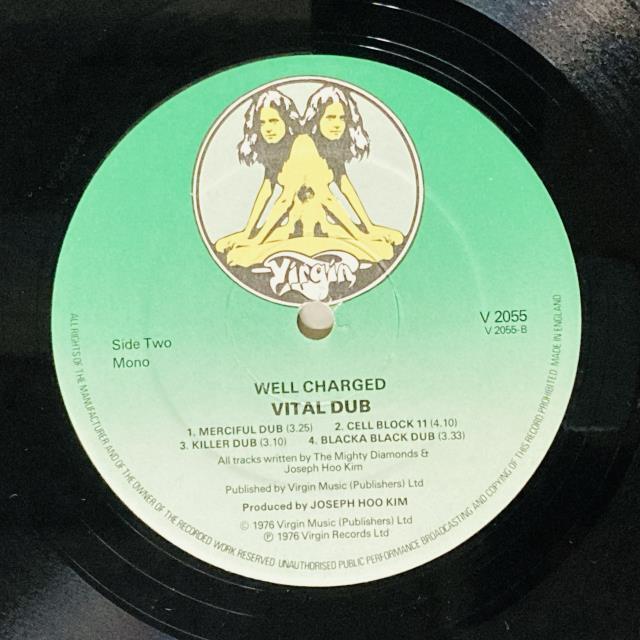 Virgin
V 2055
V 2055-B
Side Two
Mono
WELL CHARGED
VITAL DUB
1. MERCIFUL DUB (3.25) 2. CELL BLOCK 11 (4.10)
3. KILLER DUB (3.10) 4. BLACKA BLACK DUB (3.33)
All tracks written by The Mighty Diamonds &
Joseph Hoo Kim
Published by Virgin Music (Publishers) Ltd
Produced by JOSEPH HOO KIM
© 1976 Virgin Music (Publishers) Ltd
℗ 1976 Virgin Records Ltd
ALL RIGHTS OF THE MANUFACTURER AND OF THE OWNER OF THE RECORDED WORK RESERVED UNAUTHORISED PUBLIC PERFORMANCE BROADCASTING AND COPYING OF THIS RECORD PROHIBITED MADE IN ENGLAND